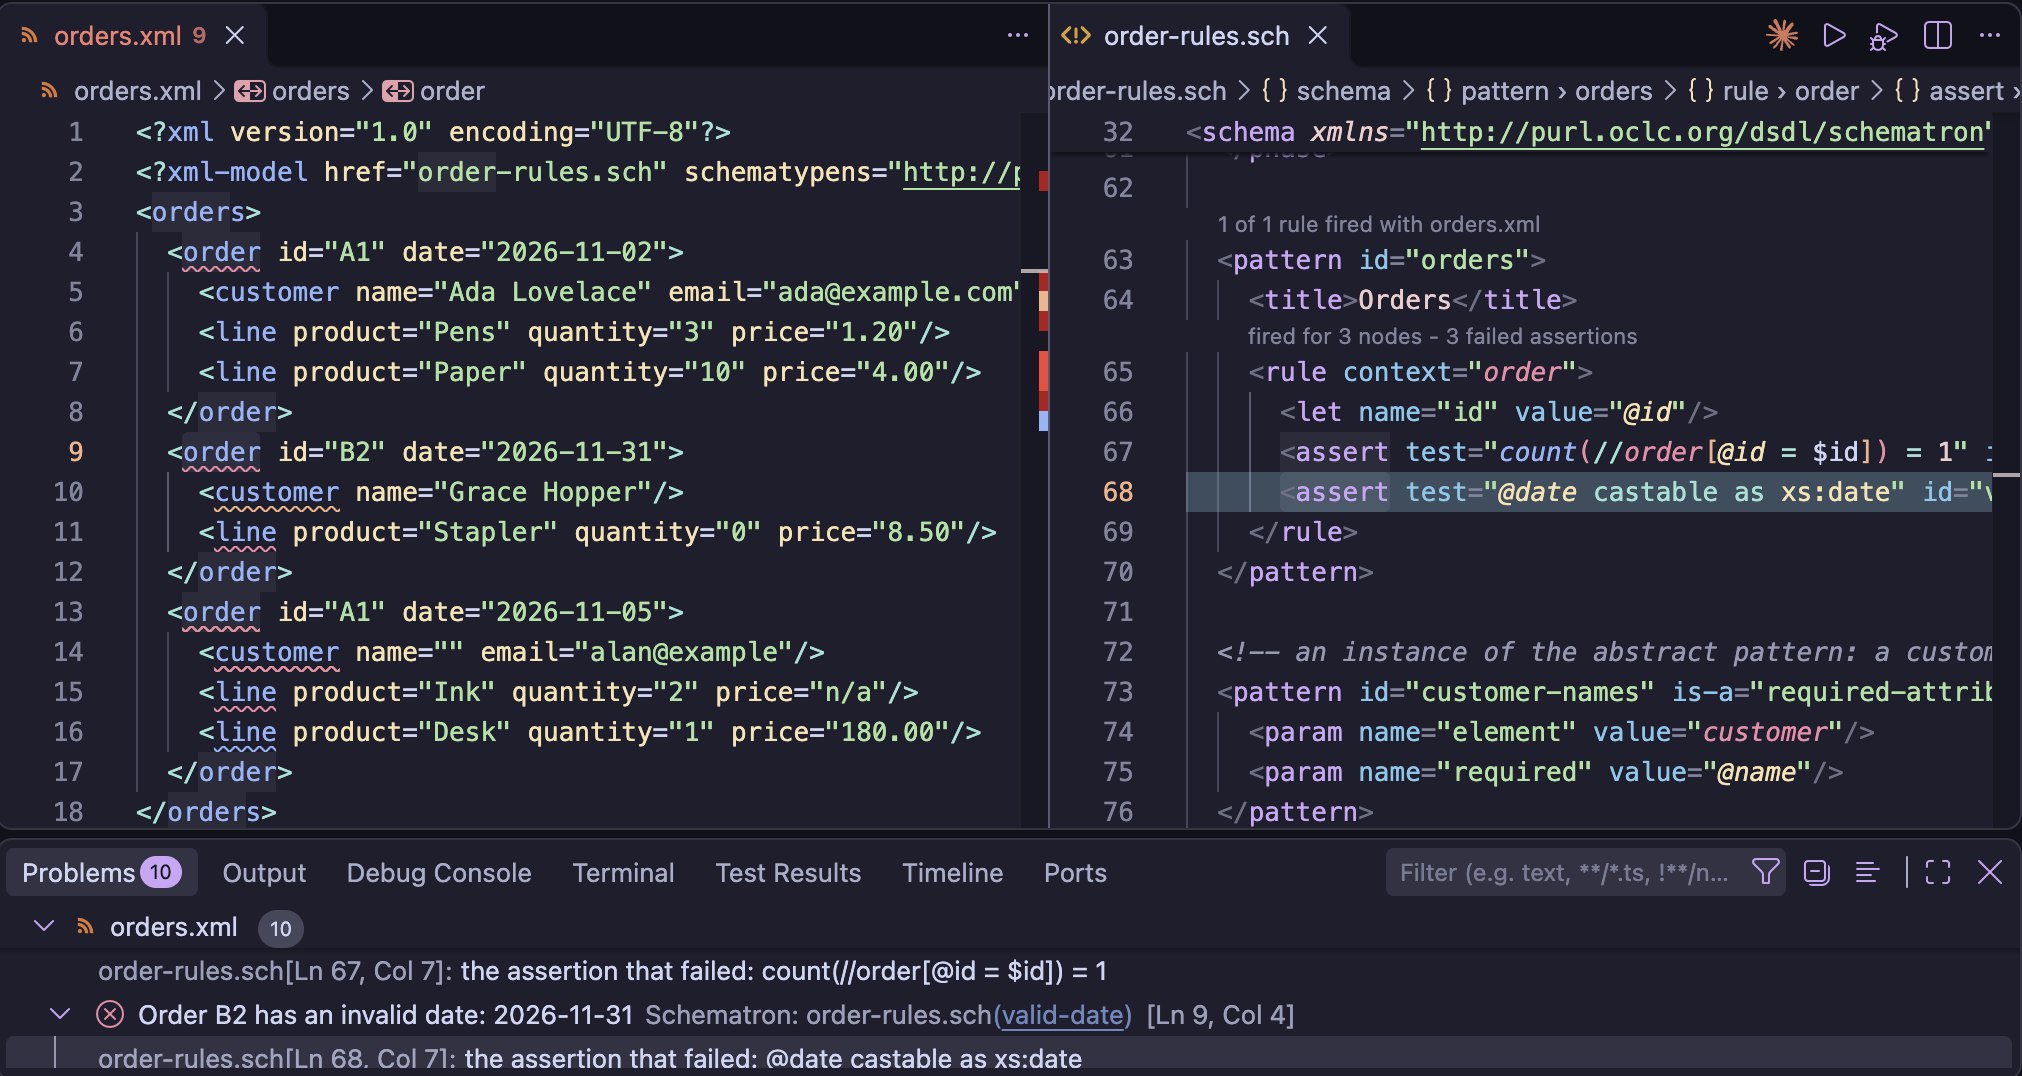 orders.xml 9
orders.xml > orders > order
1 <?xml version="1.0" encoding="UTF-8"?>
2 <?xml-model href="order-rules.sch" schematypens="http://p
3 <orders>
4 <order id="A1" date="2026-11-02">
5 <customer name="Ada Lovelace" email="ada@example.com"
6 <line product="Pens" quantity="3" price="1.20"/>
7 <line product="Paper" quantity="10" price="4.00"/>
8 </order>
9 <order id="B2" date="2026-11-31">
10 <customer name="Grace Hopper"/>
11 <line product="Stapler" quantity="0" price="8.50"/>
12 </order>
13 <order id="A1" date="2026-11-05">
14 <customer name="" email="alan@example"/>
15 <line product="Ink" quantity="2" price="n/a"/>
16 <line product="Desk" quantity="1" price="180.00"/>
17 </order>
18 </orders>
order-rules.sch
order-rules.sch > {} schema > {} pattern › orders > {} rule › order > {} assert ›
32 <schema xmlns="http://purl.oclc.org/dsdl/schematron"
62
1 of 1 rule fired with orders.xml
63 <pattern id="orders">
64 <title>Orders</title>
fired for 3 nodes - 3 failed assertions
65 <rule context="order">
66 <let name="id" value="@id"/>
67 <assert test="count(//order[@id = $id]) = 1" i
68 <assert test="@date castable as xs:date" id="v
69 </rule>
70 </pattern>
71
72 <!-- an instance of the abstract pattern: a custom
73 <pattern id="customer-names" is-a="required-attrib
74 <param name="element" value="customer"/>
75 <param name="required" value="@name"/>
76 </pattern>
Problems 10 Output Debug Console Terminal Test Results Timeline Ports Filter (e.g. text, **/*.ts, !**/n...
orders.xml 10
order-rules.sch[Ln 67, Col 7]: the assertion that failed: count(//order[@id = $id]) = 1
Order B2 has an invalid date: 2026-11-31 Schematron: order-rules.sch(valid-date) [Ln 9, Col 4]
order-rules.sch[Ln 68, Col 7]: the assertion that failed: @date castable as xs:date